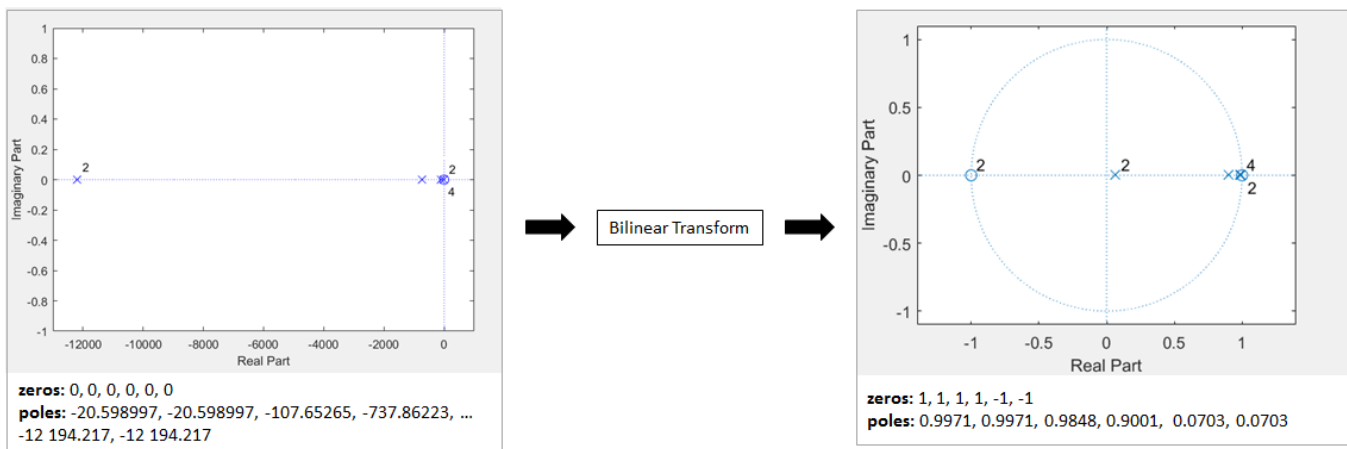 1
0.8
0.6
0.4
0.2
0
-0.2
-0.4
-0.6
-0.8
-1
Imaginary Part
2
2
4
-12000 -10000 -8000 -6000 -4000 -2000 0
Real Part
zeros: 0, 0, 0, 0, 0, 0
poles: -20.598997, -20.598997, -107.65265, -737.86223, ...
-12 194.217, -12 194.217
Bilinear Transform
1
0.5
0
-0.5
-1
Imaginary Part
2
2
4
2
-1 -0.5 0 0.5 1
Real Part
zeros: 1, 1, 1, 1, -1, -1
poles: 0.9971, 0.9971, 0.9848, 0.9001, 0.0703, 0.0703